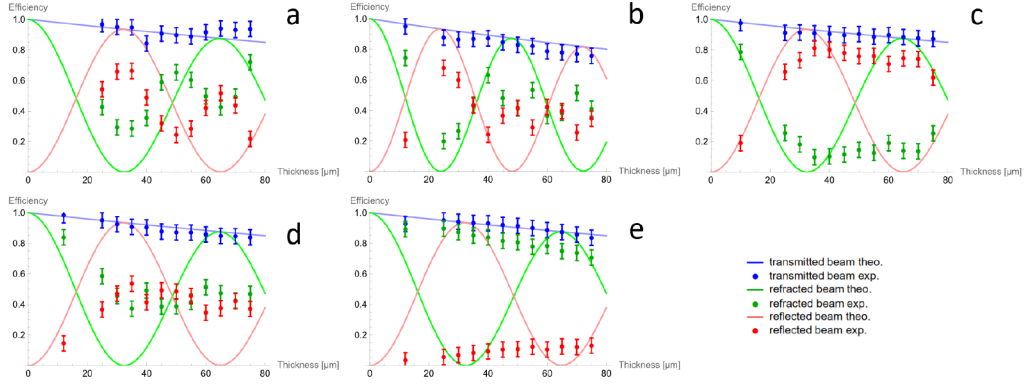 Efficiency
a
1.0
0.8
0.6
0.4
0.2
0
20
40
60
80
Thickness [μm]
Efficiency
b
1.0
0.8
0.6
0.4
0.2
0
20
40
60
80
Thickness [μm]
Efficiency
c
1.0
0.8
0.6
0.4
0.2
0
20
40
60
80
Thickness [μm]
Efficiency
d
1.0
0.8
0.6
0.4
0.2
0
20
40
60
80
Thickness [μm]
Efficiency
e
1.0
0.8
0.6
0.4
0.2
0
20
40
60
80
Thickness [μm]
transmitted beam theo.
transmitted beam exp.
refracted beam theo.
refracted beam exp.
reflected beam theo.
reflected beam exp.